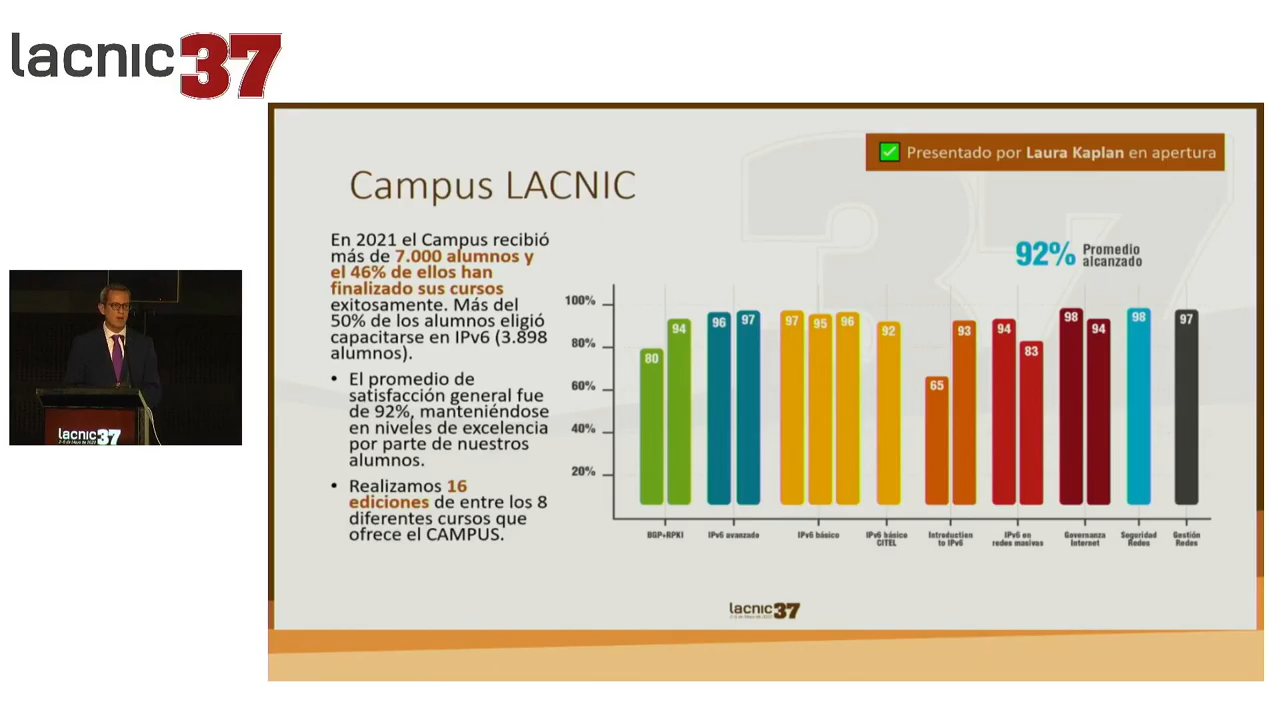 lacnic 37
Presentado por Laura Kaplan en apertura
Campus LACNIC
En 2021 el Campus recibió
más de 7.000 alumnos y
el 46% de ellos han
finalizado sus cursos
exitosamente. Más del
50% de los alumnos eligió
capacitarse en IPv6 (3.898
alumnos).
• El promedio de
satisfacción general fue
de 92%, manteniéndose
en niveles de excelencia
por parte de nuestros
alumnos.
• Realizamos 16
ediciones de entre los 8
diferentes cursos que
ofrece el CAMPUS.
92% Promedio
alcanzado
100%
80%
60%
40%
20%
80 94 96 97 97 95 96 92 65 93 94 83 98 94 98 97
BGP+RPKI
IPv6 avanzado
IPv6 básico
IPv6 básico
CITEL
Introduction
to IPv6
IPv6 en
redes masivas
Governanza
Internet
Seguridad
Redes
Gestión
Redes
lacnic 37
lacnic 37